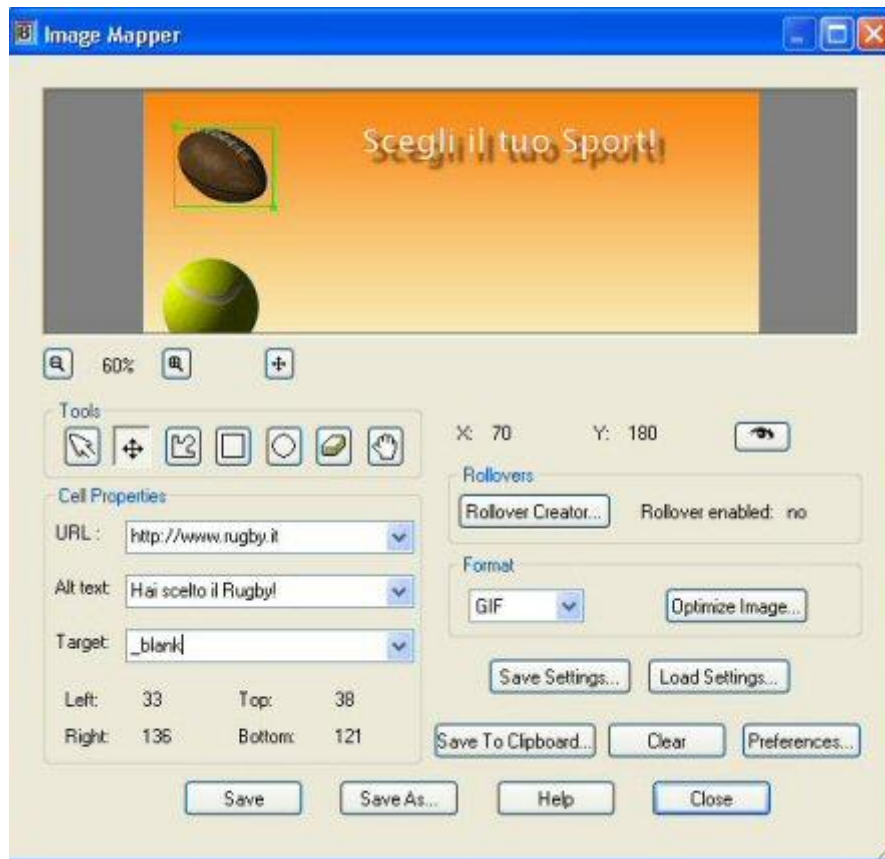 Image Mapper
Scegli il tuo Sport!
60%
Tools
X: 70 Y: 180
Rollovers
Rollover Creator... Rollover enabled: no
Cell Properties
URL : http://www.rugby.it
Alt text: Hai scelto il Rugby!
Target: _blank
Format
GIF Optimize Image...
Save Settings... Load Settings...
Left: 33 Top: 38
Right: 136 Bottom: 121
Save To Clipboard... Clear Preferences...
Save Save As... Help Close